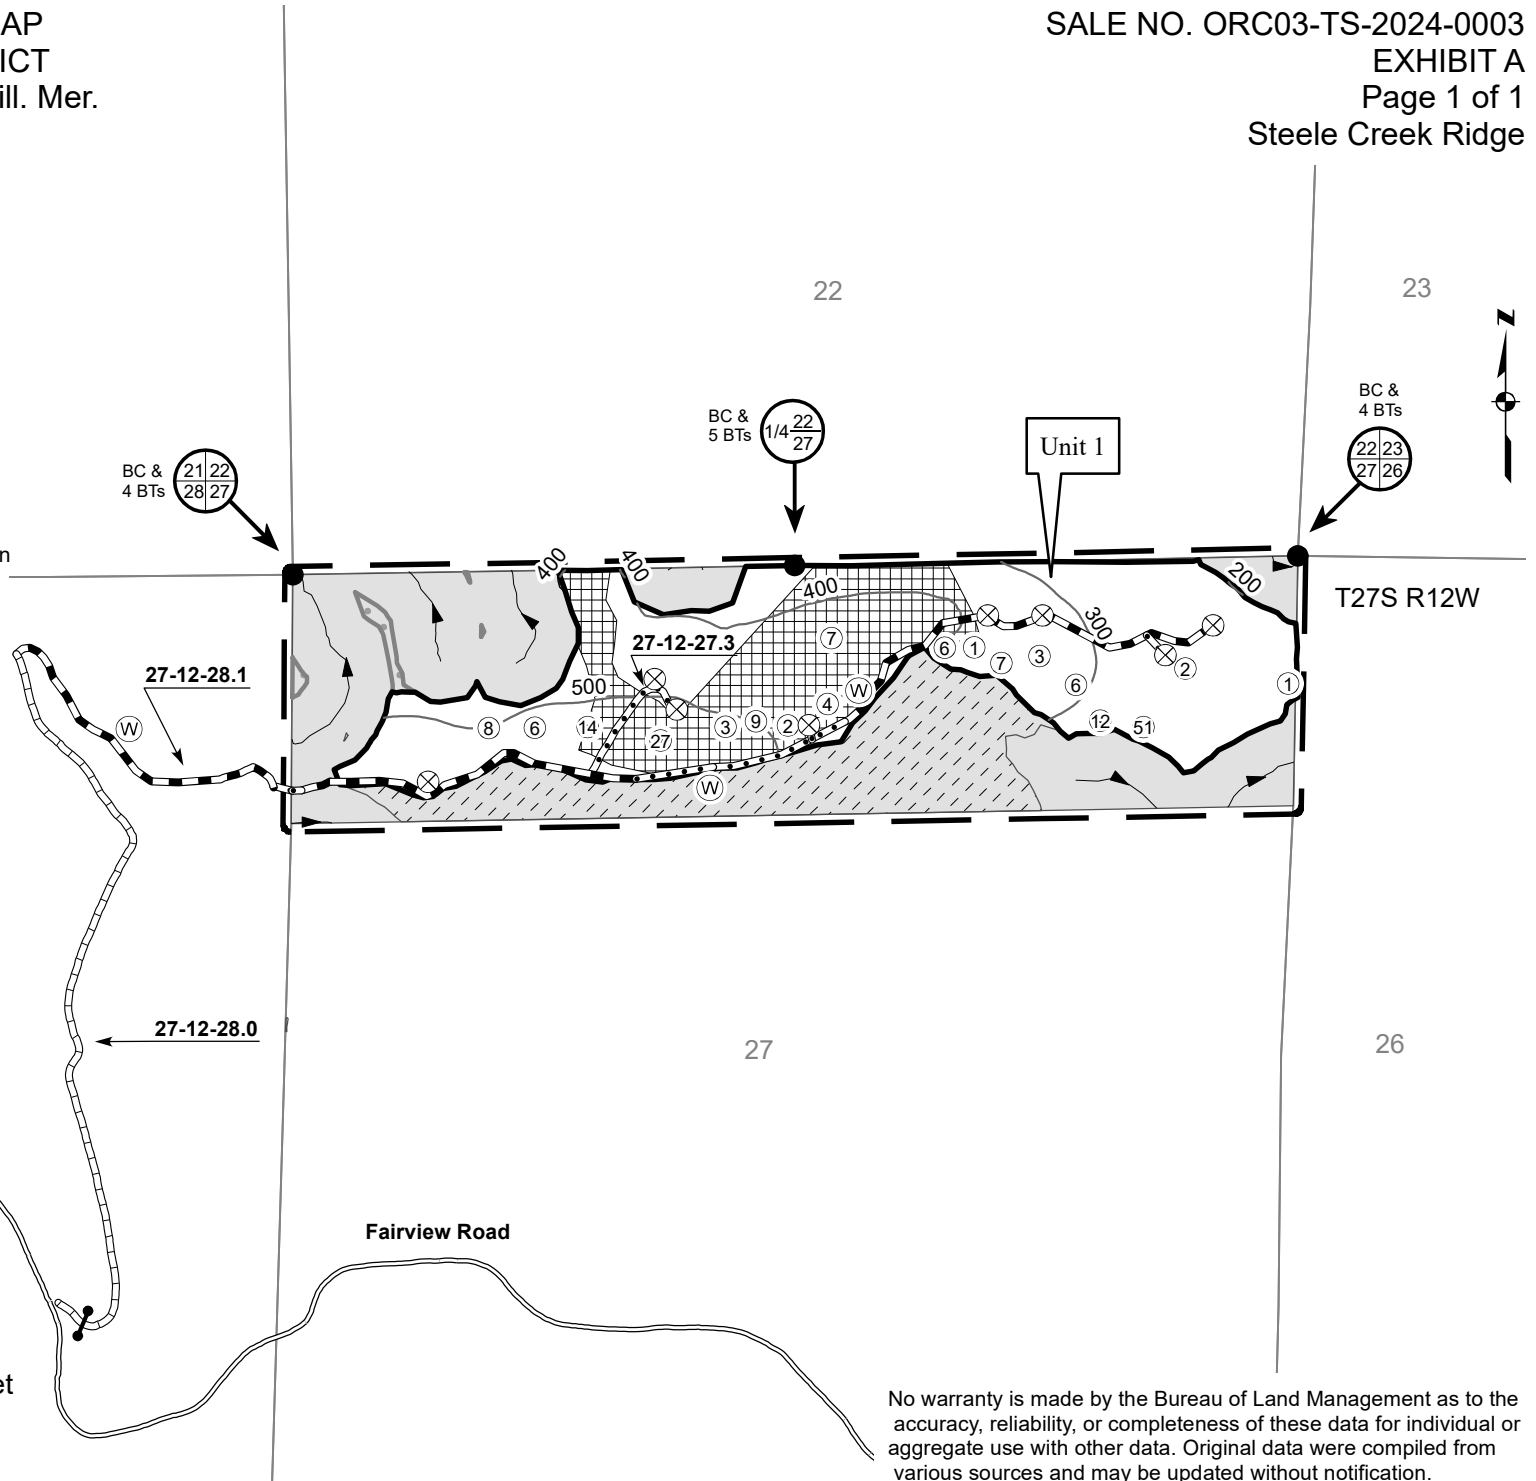 AP
ICT
ill. Mer.
SALE NO. ORC03-TS-2024-0003
EXHIBIT A
Page 1 of 1
Steele Creek Ridge
22
23
N
BC &
4 BTs
22 23
27 26
BC &
5 BTs
1/4 22
27
Unit 1
BC &
4 BTs
21 22
28 27
n
400
400
400
200
T27S R12W
300
27-12-27.3
7
6
1
7
3
2
27-12-28.1
500
6
1
W
W
4
8
6
14
27
3
9
2
12
51
W
27-12-28.0
27
26
Fairview Road
et
No warranty is made by the Bureau of Land Management as to the
accuracy, reliability, or completeness of these data for individual or
aggregate use with other data. Original data were compiled from
various sources and may be updated without notification.